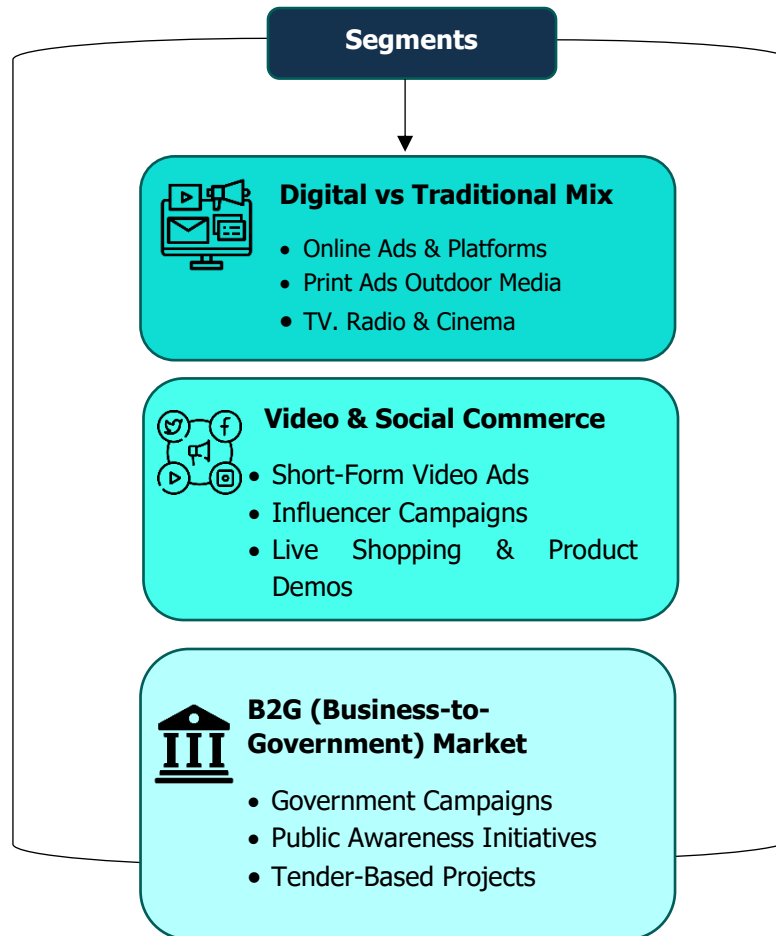 Segments
Digital vs Traditional Mix
• Online Ads & Platforms
• Print Ads Outdoor Media
• TV. Radio & Cinema
Video & Social Commerce
• Short-Form Video Ads
• Influencer Campaigns
• Live Shopping & Product
Demos
B2G (Business-to-
Government) Market
• Government Campaigns
• Public Awareness Initiatives
• Tender-Based Projects